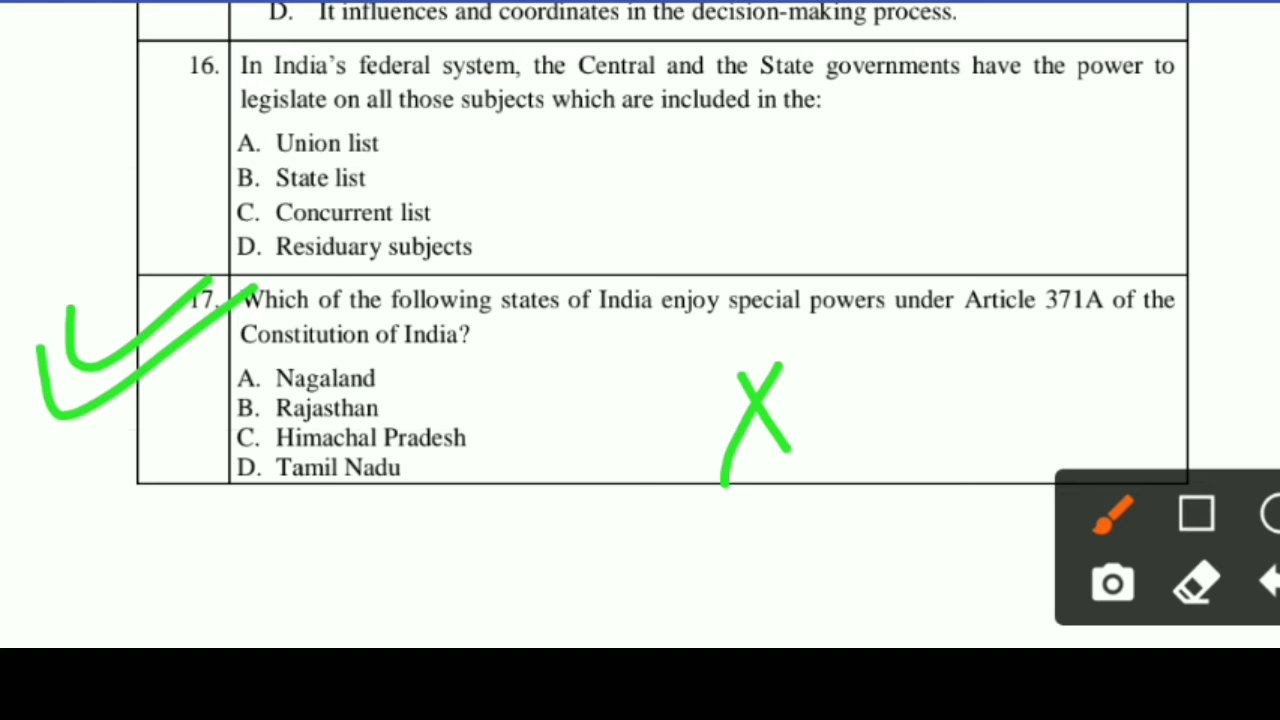 D. It influences and coordinates in the decision-making process.
16. In India's federal system, the Central and the State governments have the power to
legislate on all those subjects which are included in the:
A. Union list
B. State list
C. Concurrent list
D. Residuary subjects
17. Which of the following states of India enjoy special powers under Article 371A of the
Constitution of India?
A. Nagaland
B. Rajasthan
C. Himachal Pradesh
D. Tamil Nadu